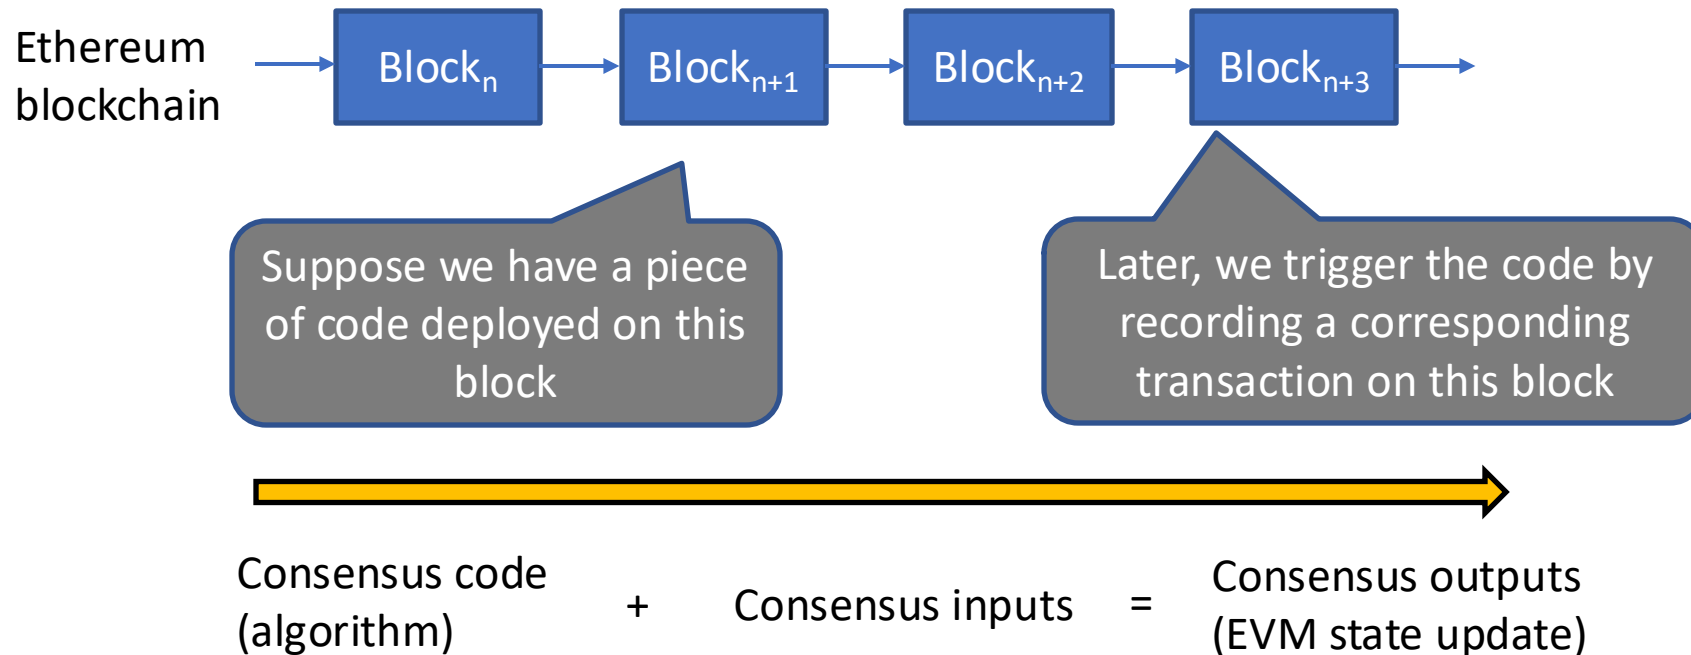 Ethereum
blockchain
Blockₙ
Blockₙ₊₁
Blockₙ₊₂
Blockₙ₊₃
Suppose we have a piece
of code deployed on this
block
Later, we trigger the code by
recording a corresponding
transaction on this block
Consensus code
(algorithm)
+
Consensus inputs
=
Consensus outputs
(EVM state update)